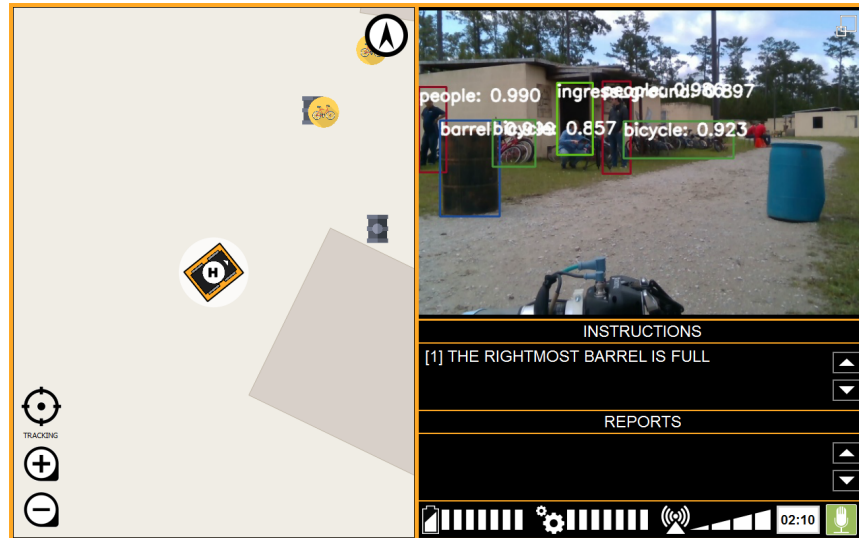 H
TRACKING
people: 0.990
barrel
0.857
bicycle: 0.923
INSTRUCTIONS
[1] THE RIGHTMOST BARREL IS FULL
REPORTS
02:10